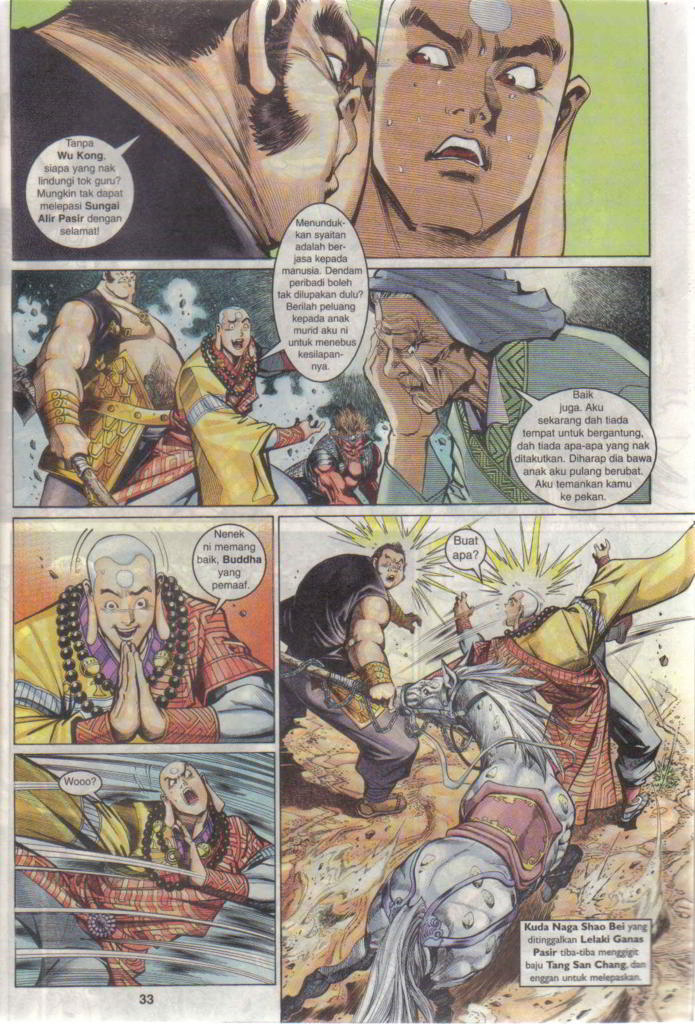 Tanpa
Wu Kong,
siapa yang nak
lindungi tok guru?
Mungkin tak dapat
melepasi Sungai
Alir Pasir dengan
selamat!
Menunduk-
kan syaitan
adalah ber-
jasa kepada
manusia. Dendam
peribadi boleh
tak dilupakan dulu?
Berilah peluang
kepada anak
murid aku ni
untuk menebus
kesilapan-
nya.
Baik
juga. Aku
sekarang dah tiada
tempat untuk bergantung,
dah tiada apa-apa yang nak
ditakutkan. Diharap dia bawa
anak aku pulang berubat.
Aku temankan kamu
ke pekan.
Nenek
ni memang
baik, Buddha
yang
pemaaf.
Wooo?
Buat
apa?
Kuda Naga Shao Bei yang
ditinggalkan Lelaki Ganas
Pasir tiba-tiba menggigit
baju Tang San Chang, dan
enggan untuk melepaskan.
33